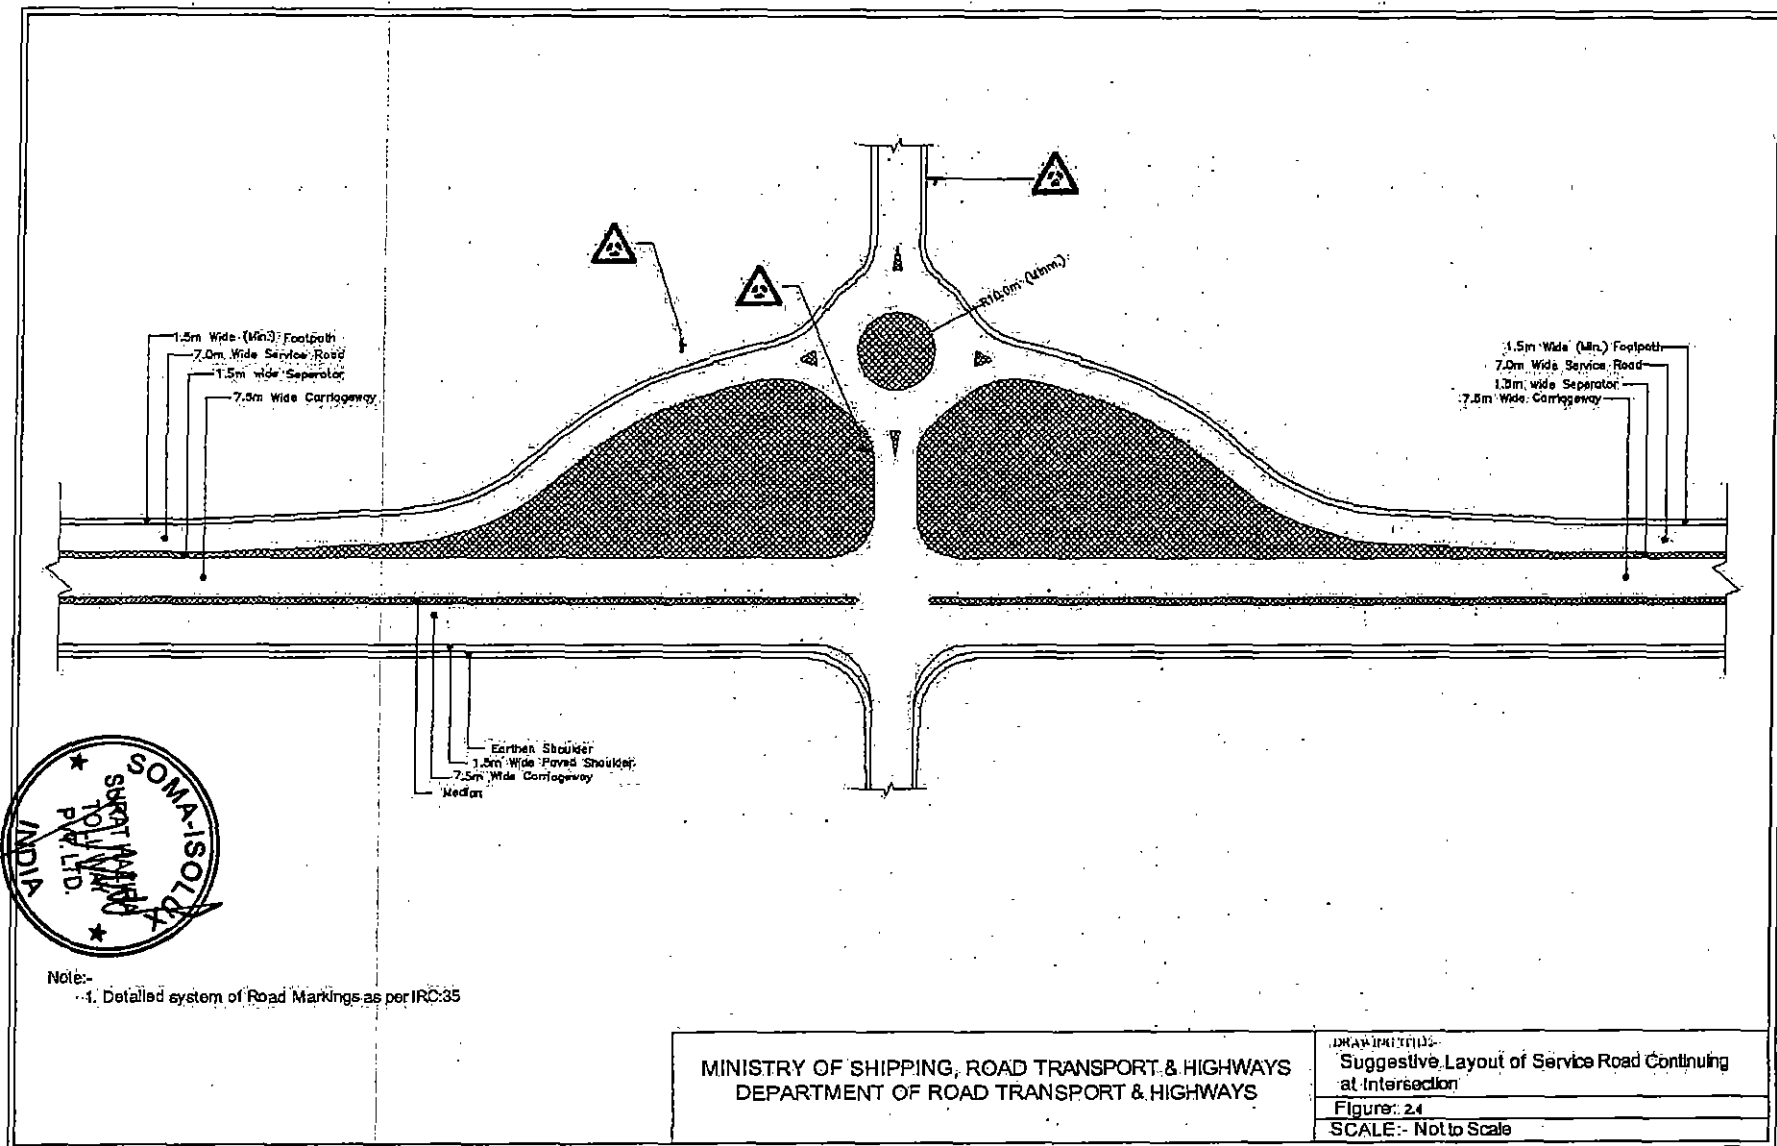 R10.0m (Minm.)
1.5m Wide (Min.) Footpath
7.0m Wide Service Road
1.5m wide Seperator
7.5m Wide Carriageway
1.5m Wide (Min.) Footpath
7.0m Wide Service Road
1.5m wide Seperator
7.5m Wide Carriageway
Earthen Shoulder
1.5m Wide Paved Shoulder
7.5m Wide Carriageway
Median
SOMA-ISOLUX
SURAT HAZIRA
TOLLWAY
PVT. LTD.
INDIA
Note:-
1. Detailed system of Road Markings as per IRC:35
MINISTRY OF SHIPPING, ROAD TRANSPORT & HIGHWAYS
DEPARTMENT OF ROAD TRANSPORT & HIGHWAYS
DRAWING TITLE:-
Suggestive Layout of Service Road Continuing
at Intersection
Figure: 2.4
SCALE:- Not to Scale